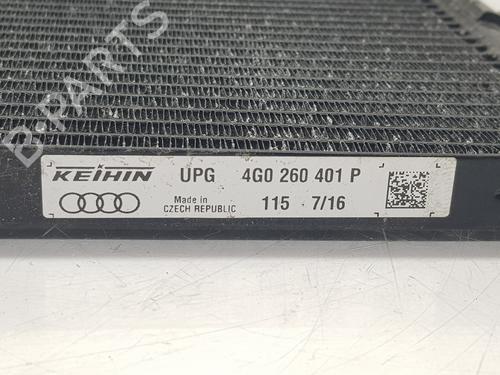 B-PARTS
KEIHIN UPG 4G0 260 401 P
Made in
CZECH REPUBLIC 115 7/16